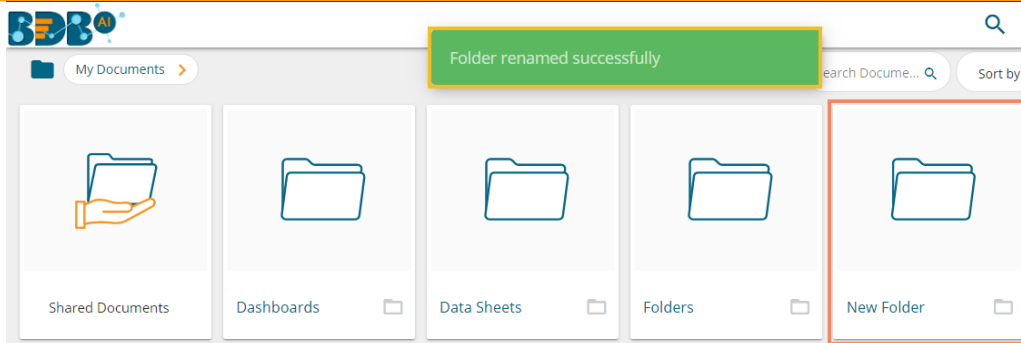 BDB AI
Folder renamed successfully
My Documents
earch Docume...
Sort by
Shared Documents
Dashboards
Data Sheets
Folders
New Folder